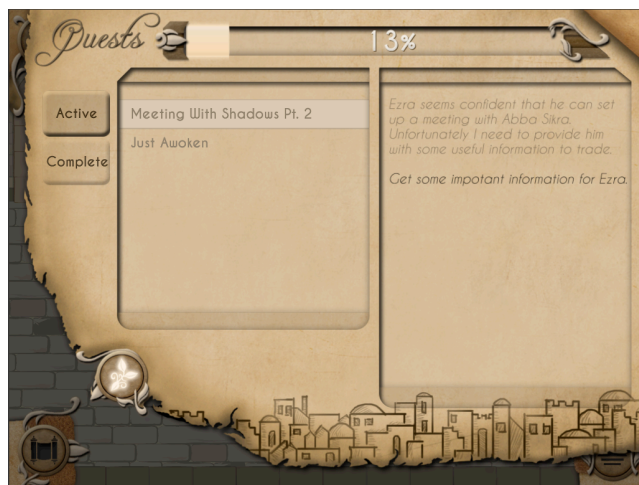 Quests
13%
Active
Complete
Meeting With Shadows Pt. 2
Just Awoken
Ezra seems confident that he can set
up a meeting with Abba Sikra.
Unfortunately I need to provide him
with some useful information to trade.
Get some impotant information for Ezra.